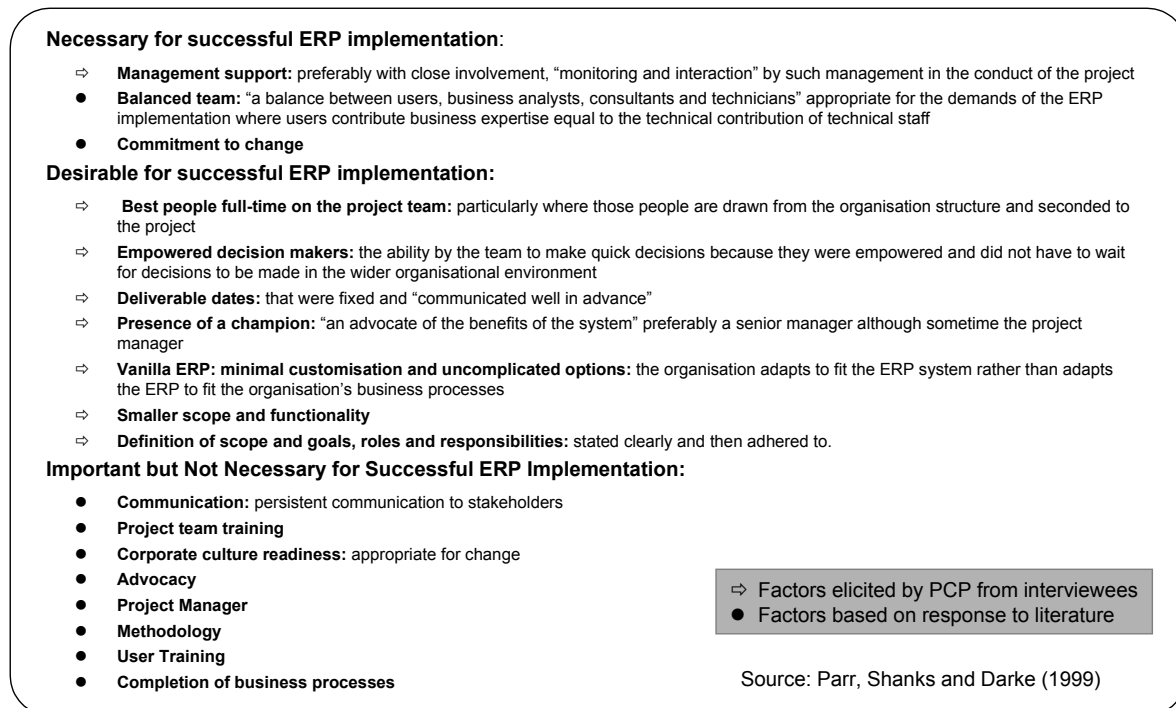 Necessary for successful ERP implementation:
⇨ Management support: preferably with close involvement, “monitoring and interaction” by such management in the conduct of the project
● Balanced team: “a balance between users, business analysts, consultants and technicians” appropriate for the demands of the ERP
implementation where users contribute business expertise equal to the technical contribution of technical staff
● Commitment to change
Desirable for successful ERP implementation:
⇨ Best people full-time on the project team: particularly where those people are drawn from the organisation structure and seconded to
the project
⇨ Empowered decision makers: the ability by the team to make quick decisions because they were empowered and did not have to wait
for decisions to be made in the wider organisational environment
⇨ Deliverable dates: that were fixed and “communicated well in advance”
⇨ Presence of a champion: “an advocate of the benefits of the system” preferably a senior manager although sometime the project
manager
⇨ Vanilla ERP: minimal customisation and uncomplicated options: the organisation adapts to fit the ERP system rather than adapts
the ERP to fit the organisation’s business processes
⇨ Smaller scope and functionality
⇨ Definition of scope and goals, roles and responsibilities: stated clearly and then adhered to.
Important but Not Necessary for Successful ERP Implementation:
● Communication: persistent communication to stakeholders
● Project team training
● Corporate culture readiness: appropriate for change
● Advocacy
● Project Manager
● Methodology
● User Training
● Completion of business processes
⇨ Factors elicited by PCP from interviewees
● Factors based on response to literature
Source: Parr, Shanks and Darke (1999)